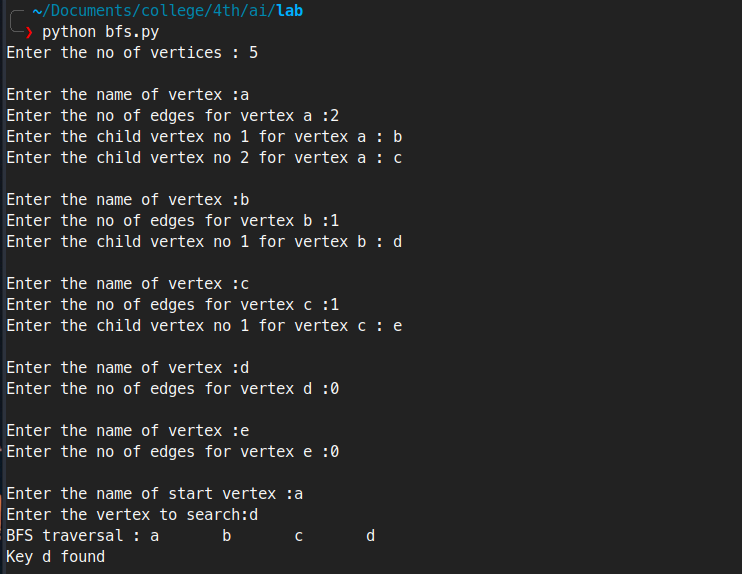 ~/Documents/college/4th/ai/lab
❯ python bfs.py
Enter the no of vertices : 5
Enter the name of vertex :a
Enter the no of edges for vertex a :2
Enter the child vertex no 1 for vertex a : b
Enter the child vertex no 2 for vertex a : c
Enter the name of vertex :b
Enter the no of edges for vertex b :1
Enter the child vertex no 1 for vertex b : d
Enter the name of vertex :c
Enter the no of edges for vertex c :1
Enter the child vertex no 1 for vertex c : e
Enter the name of vertex :d
Enter the no of edges for vertex d :0
Enter the name of vertex :e
Enter the no of edges for vertex e :0
Enter the name of start vertex :a
Enter the vertex to search:d
BFS traversal : a       b       c       d
Key d found